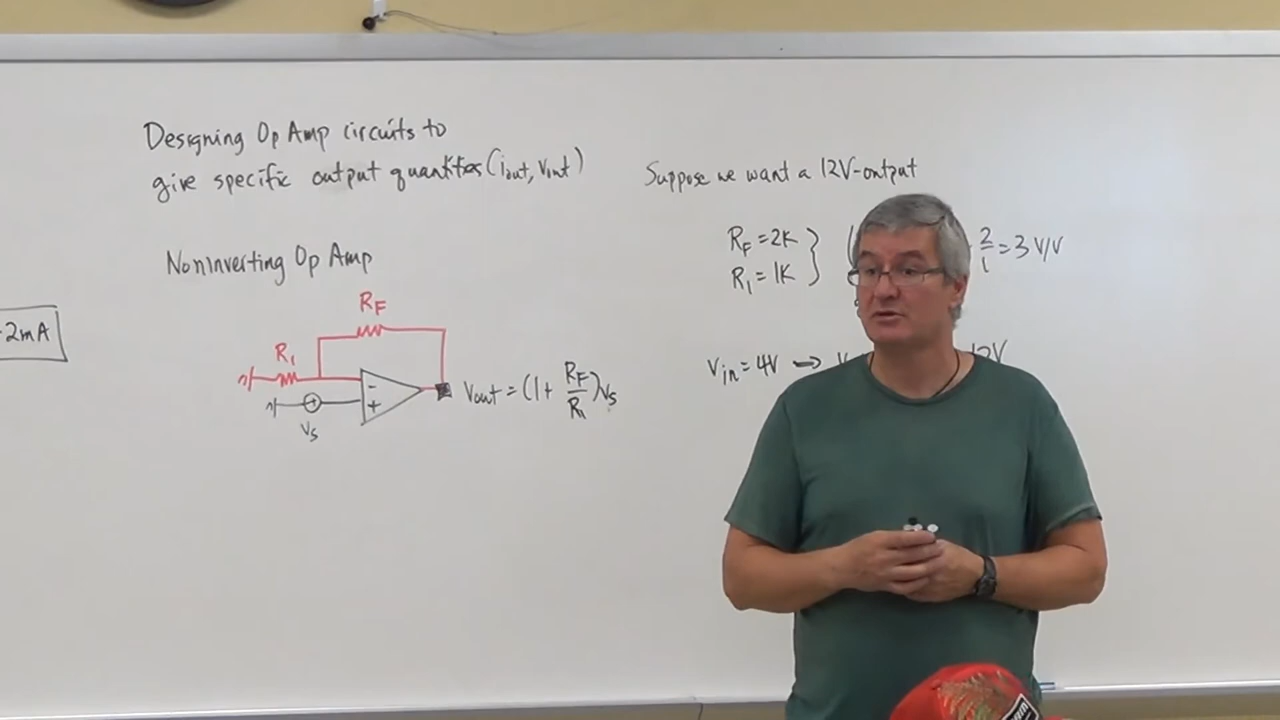 Designing Op Amp circuits to
give specific output quantities (iout, vout)
Noninverting Op Amp
2mA
RF
R1
-
+
vs
vout = (1 + RF/R1)vs
Suppose we want a 12V-output
RF = 2K
R1 = 1K
2/1 = 3 V/V
vin = 4V → v
12V